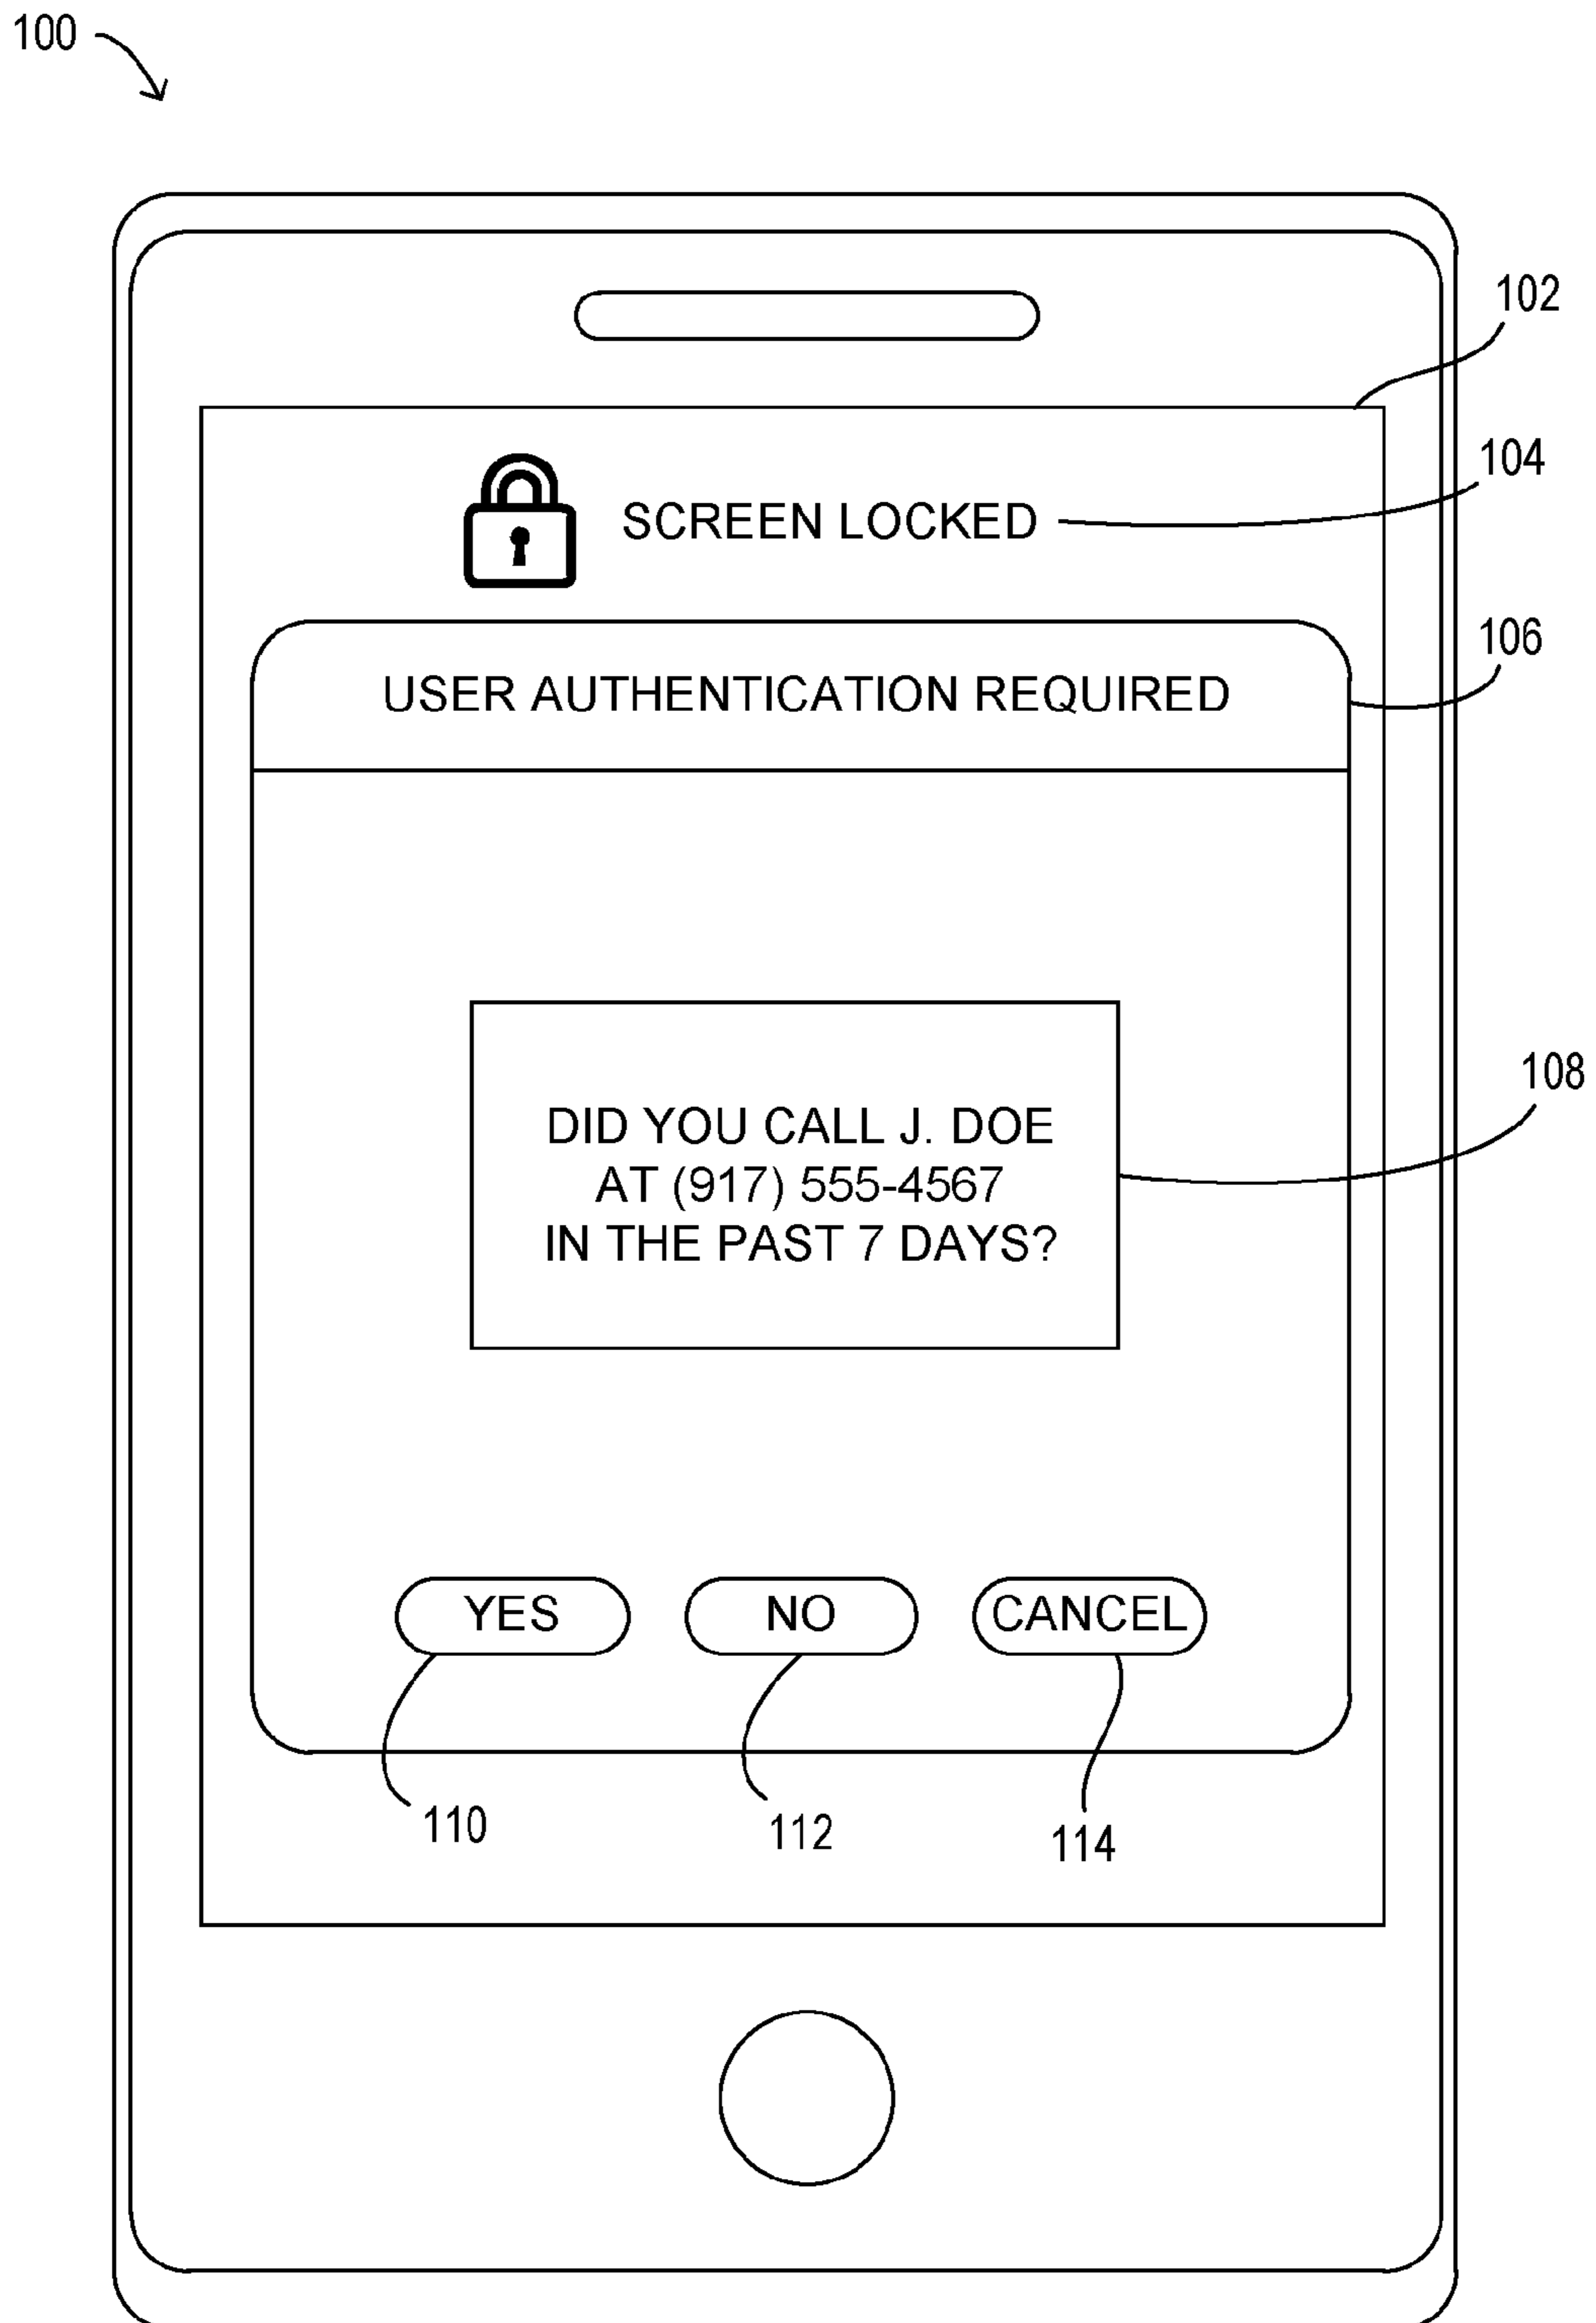 100
102
104
SCREEN LOCKED
106
USER AUTHENTICATION REQUIRED
108
DID YOU CALL J. DOE
AT (917) 555-4567
IN THE PAST 7 DAYS?
YES NO CANCEL
110 112 114